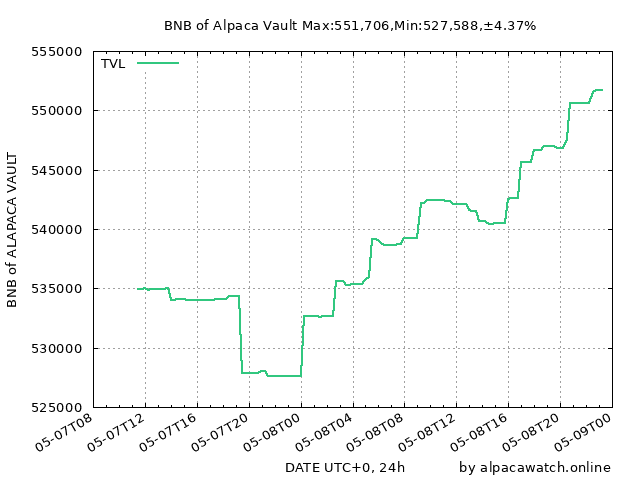 BNB of Alpaca Vault Max:551,706,Min:527,588,±4.37%
TVL
555000
550000
545000
540000
535000
530000
525000
BNB of ALAPACA VAULT
05-07T08
05-07T12
05-07T16
05-07T20
05-08T00
05-08T04
05-08T08
05-08T12
05-08T16
05-08T20
05-09T00
DATE UTC+0, 24h
by alpacawatch.online